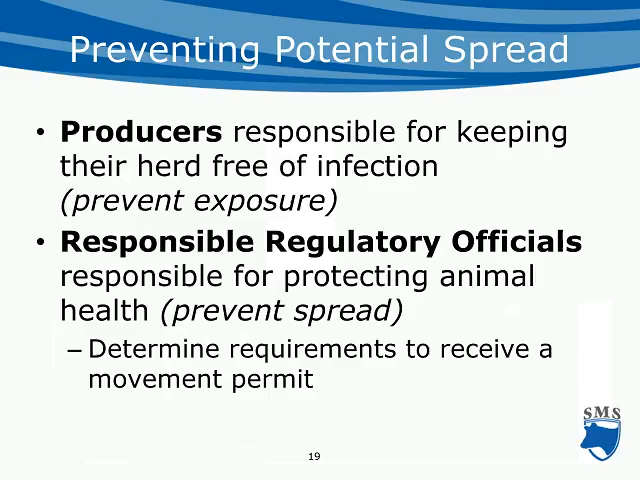 Preventing Potential Spread
• Producers responsible for keeping
their herd free of infection
(prevent exposure)
• Responsible Regulatory Officials
responsible for protecting animal
health (prevent spread)
– Determine requirements to receive a
movement permit
SMS
19